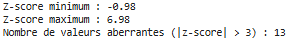 Z-score minimum : -0.98
Z-score maximum : 6.98
Nombre de valeurs aberrantes (|z-score| > 3) : 13